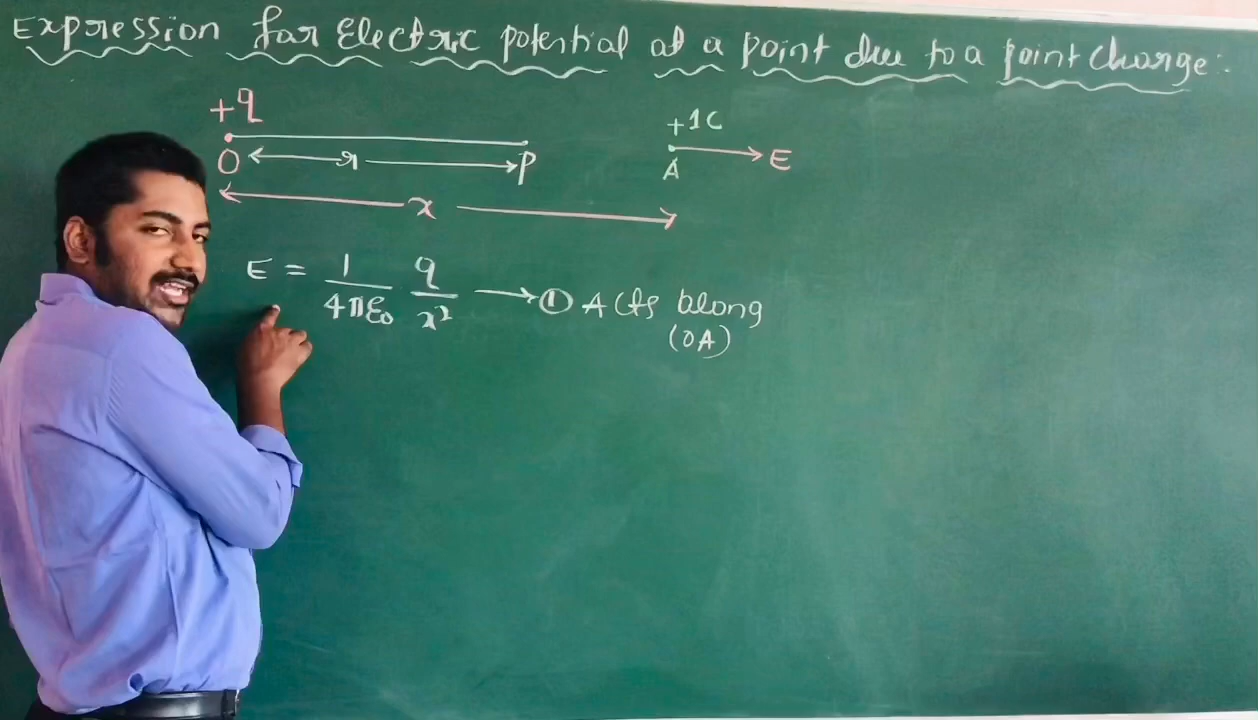 Expression for Electric potential at a point due to a point Charge:-
+q
+1C
O r P A E
x
E = 1/4πε₀ q/x² → ① Acts along
(OA)